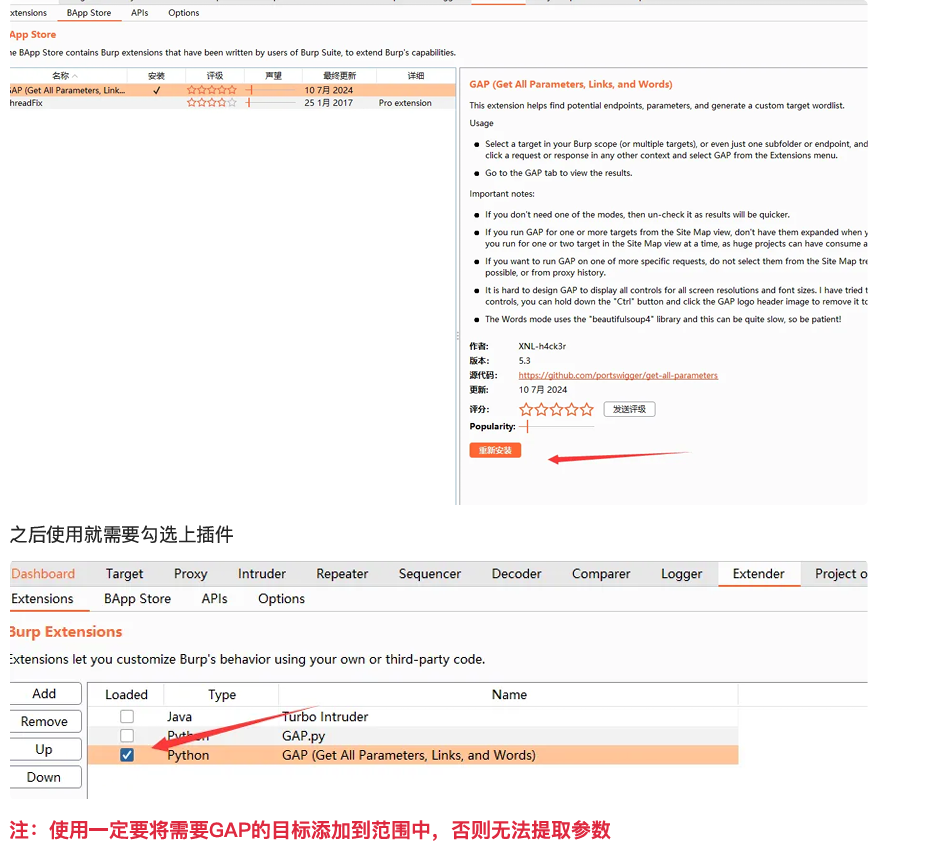 xtensions BApp Store APIs Options
App Store
he BApp Store contains Burp extensions that have been written by users of Burp Suite, to extend Burp's capabilities.
名称 安装 评级 声望 最终更新 详细
GAP (Get All Parameters, Link... 10 7月 2024
hreadFix 25 1月 2017 Pro extension
GAP (Get All Parameters, Links, and Words)
This extension helps find potential endpoints, parameters, and generate a custom target wordlist.
Usage
Select a target in your Burp scope (or multiple targets), or even just one subfolder or endpoint, and
click a request or response in any other context and select GAP from the Extensions menu.
Go to the GAP tab to view the results.
Important notes:
If you don't need one of the modes, then un-check it as results will be quicker.
If you run GAP for one or more targets from the Site Map view, don't have them expanded when y
you run for one or two target in the Site Map view at a time, as huge projects can have consume a
If you want to run GAP on one of more specific requests, do not select them from the Site Map tre
possible, or from proxy history.
It is hard to design GAP to display all controls for all screen resolutions and font sizes. I have tried t
controls, you can hold down the "Ctrl" button and click the GAP logo header image to remove it to
The Words mode uses the "beautifulsoup4" library and this can be quite slow, so be patient!
作者: XNL-h4ck3r
版本: 5.3
源代码: https://github.com/portswigger/get-all-parameters
更新: 10 7月 2024
评分: 发送评级
Popularity:
重新安装
之后使用就需要勾选上插件
Dashboard Target Proxy Intruder Repeater Sequencer Decoder Comparer Logger Extender Project o
Extensions BApp Store APIs Options
Burp Extensions
Extensions let you customize Burp's behavior using your own or third-party code.
Add Loaded Type Name
Java Turbo Intruder
Remove
Python GAP.py
Up
Python GAP (Get All Parameters, Links, and Words)
Down
注：使用一定要将需要GAP的目标添加到范围中，否则无法提取参数